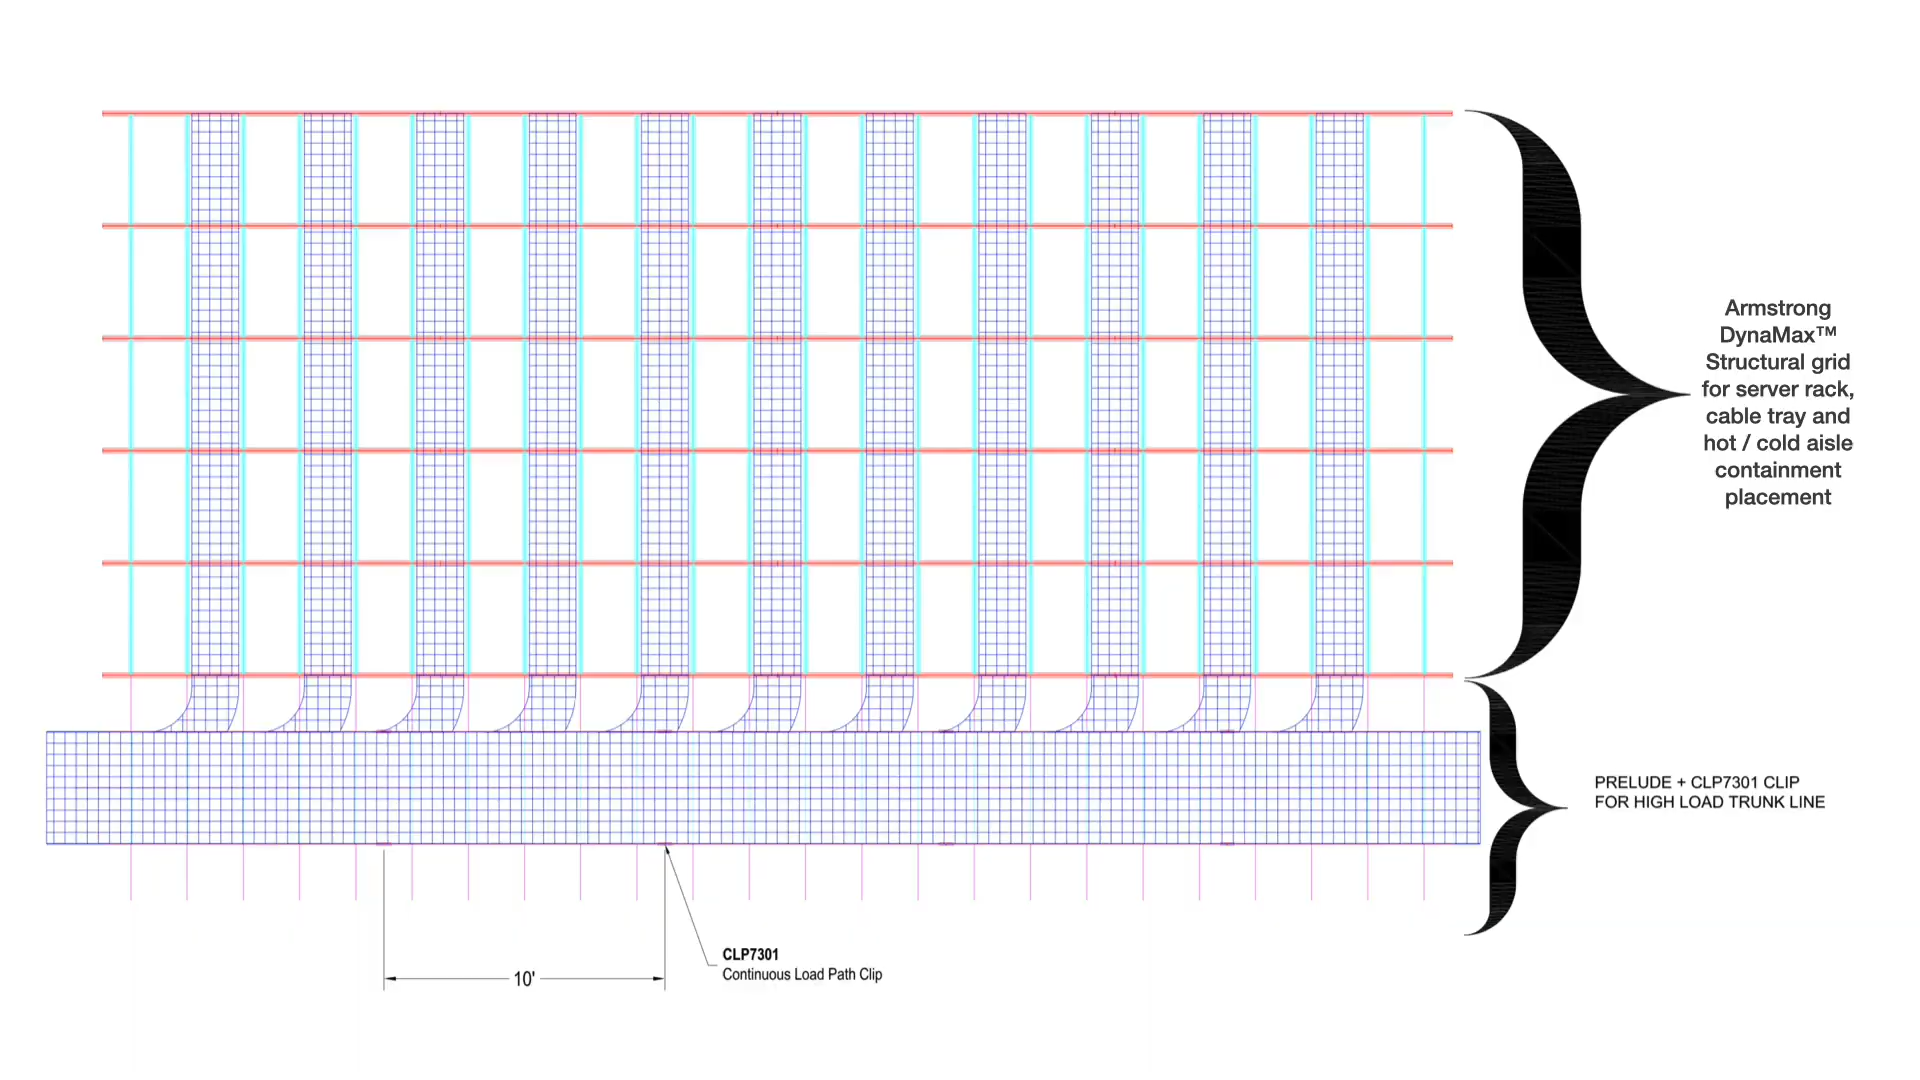 Armstrong
DynaMax™
Structural grid
for server rack,
cable tray and
hot / cold aisle
containment
placement
PRELUDE + CLP7301 CLIP
FOR HIGH LOAD TRUNK LINE
CLP7301
Continuous Load Path Clip
10'